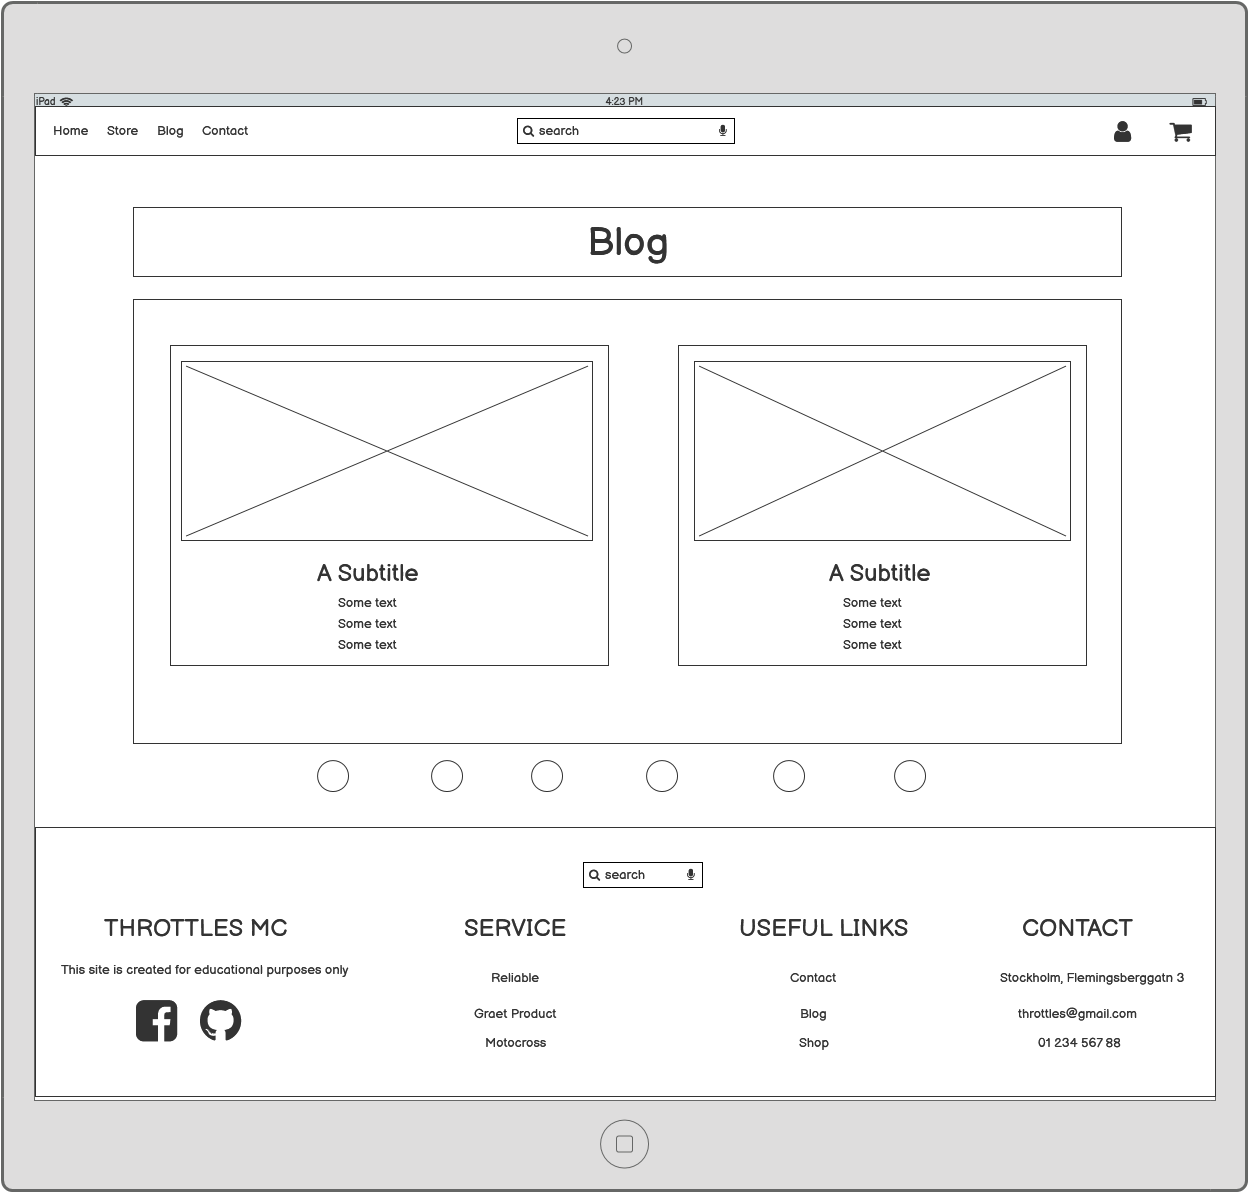 iPad 4:23 PM
Home Store Blog Contact search
Blog
A Subtitle A Subtitle
Some text Some text
Some text Some text
Some text Some text
search
THROTTLES MC SERVICE USEFUL LINKS CONTACT
This site is created for educational purposes only
Reliable Contact Stockholm, Flemingsberggatn 3
Graet Product Blog throttles@gmail.com
Motocross Shop 01 234 567 88